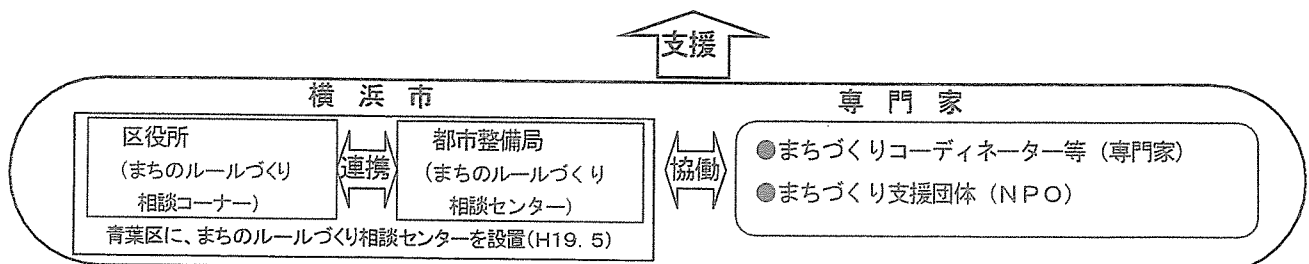 支援
横浜市
専門家
区役所
(まちのルールづくり
相談コーナー)
連携
都市整備局
(まちのルールづくり
相談センター)
青葉区に、まちのルールづくり相談センターを設置(H19.5)
協働
●まちづくりコーディネーター等(専門家)
●まちづくり支援団体(NPO)